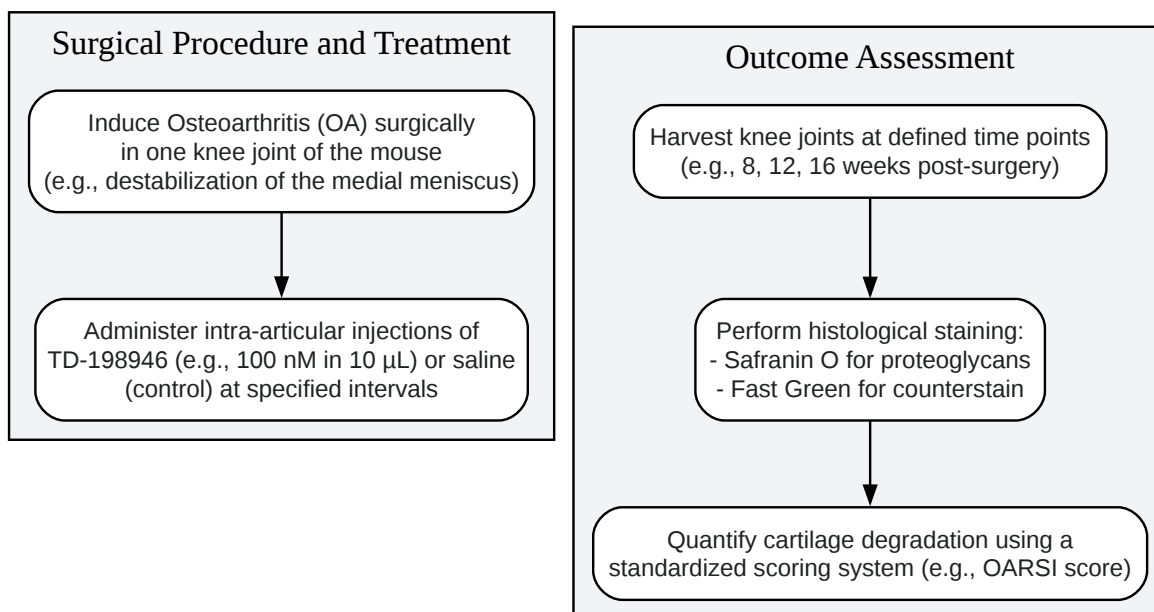 Surgical Procedure and Treatment
Induce Osteoarthritis (OA) surgically
in one knee joint of the mouse
(e.g., destabilization of the medial meniscus)
Administer intra-articular injections of
TD-198946 (e.g., 100 nM in 10 µL) or saline
(control) at specified intervals
Outcome Assessment
Harvest knee joints at defined time points
(e.g., 8, 12, 16 weeks post-surgery)
Perform histological staining:
- Safranin O for proteoglycans
- Fast Green for counterstain
Quantify cartilage degradation using a
standardized scoring system (e.g., OARSI score)